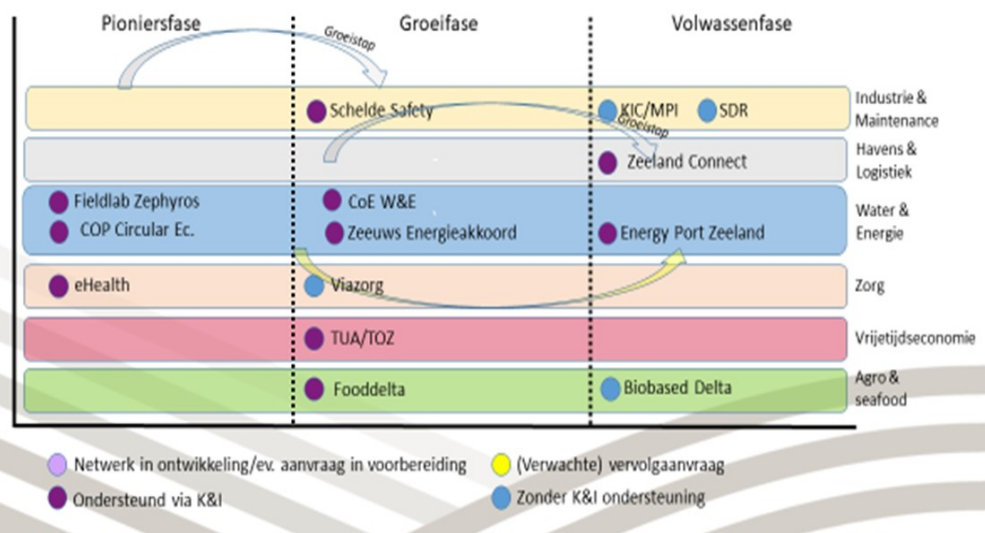 Pioniersfase
Groeifase
Volwassenfase
Groeistap
Schelde Safety
KIC/MPI
SDR
Industrie &
Maintenance
Groeistap
Zeeland Connect
Havens &
Logistiek
Fieldlab Zephyros
CoE W&E
COP Circular Ec.
Zeeuws Energieakkoord
Energy Port Zeeland
Water &
Energie
eHealth
Viazorg
Zorg
TUA/TOZ
Vrijetijdseconomie
Fooddelta
Biobased Delta
Agro &
seafood
Netwerk in ontwikkeling/ev. aanvraag in voorbereiding
(Verwachte) vervolgaanvraag
Ondersteund via K&I
Zonder K&I ondersteuning